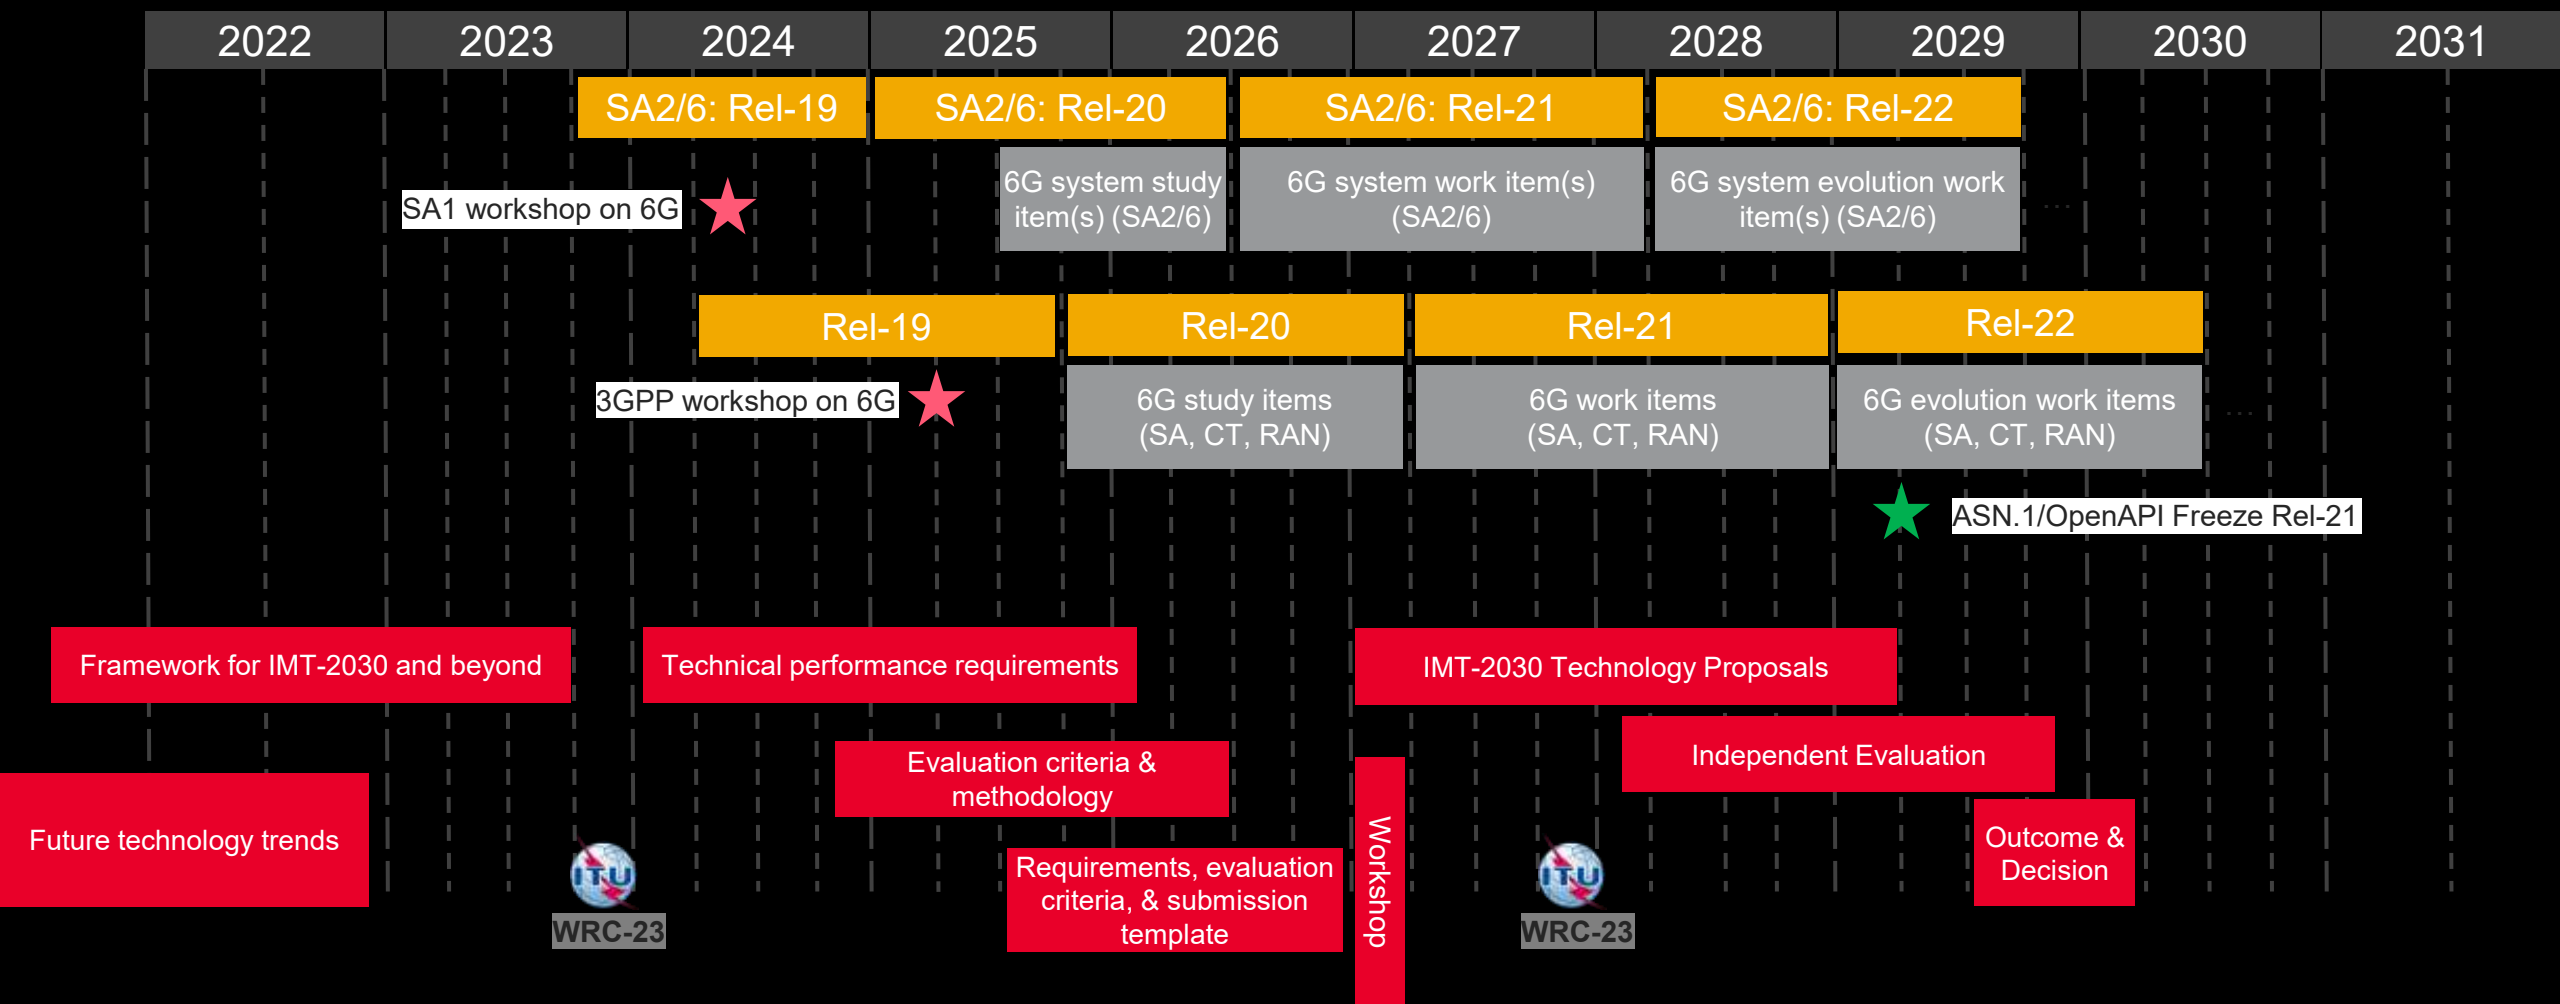 2022 2023 2024 2025 2026 2027 2028 2029 2030 2031
SA2/6: Rel-19 SA2/6: Rel-20 SA2/6: Rel-21 SA2/6: Rel-22
6G system study
item(s) (SA2/6)
6G system work item(s)
(SA2/6)
6G system evolution work
item(s) (SA2/6)
...
SA1 workshop on 6G
Rel-19 Rel-20 Rel-21 Rel-22
3GPP workshop on 6G
6G study items
(SA, CT, RAN)
6G work items
(SA, CT, RAN)
6G evolution work items
(SA, CT, RAN)
...
ASN.1/OpenAPI Freeze Rel-21
Framework for IMT-2030 and beyond
Technical performance requirements
IMT-2030 Technology Proposals
Independent Evaluation
Evaluation criteria &
methodology
Future technology trends
Outcome &
Decision
Requirements, evaluation
criteria, & submission
template
Workshop
ITU
WRC-23
ITU
WRC-23